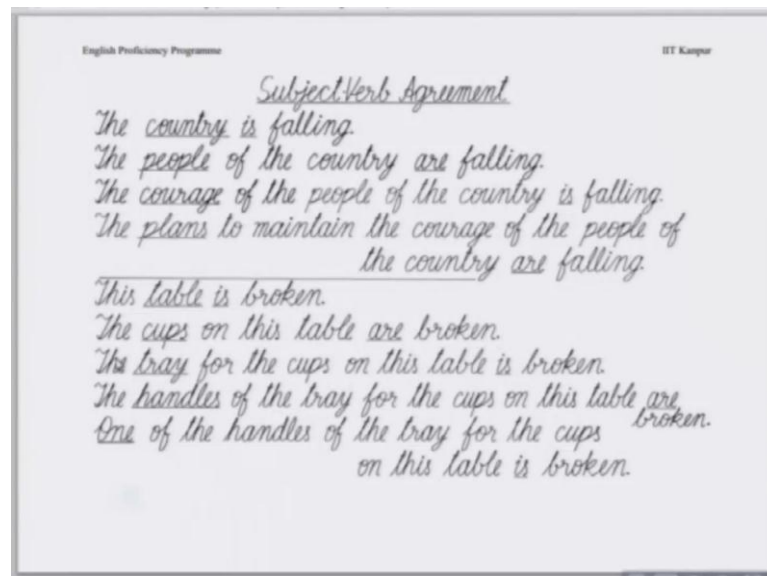 English Proficiency Programme IIT Kanpur
Subject-Verb Agreement
The country is falling.
The people of the country are falling.
The courage of the people of the country is falling.
The plans to maintain the courage of the people of
the country are falling.
This table is broken.
The cups on this table are broken.
The tray for the cups on this table is broken.
The handles of the tray for the cups on this table are
broken.
One of the handles of the tray for the cups
on this table is broken.